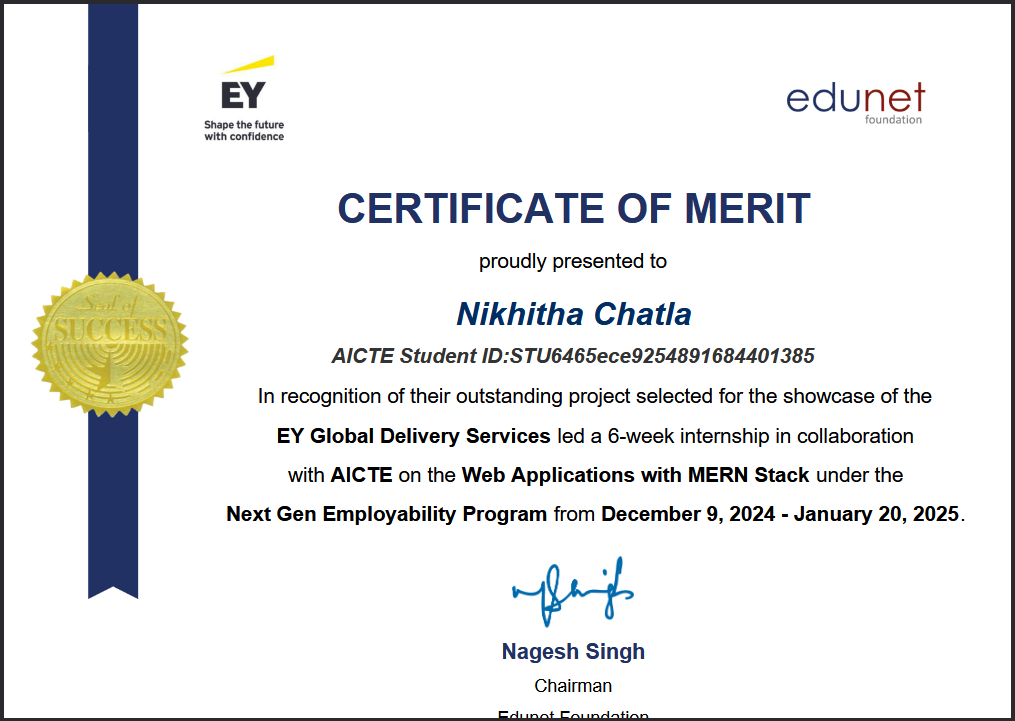 EY
Shape the future
with confidence
edunet
foundation
CERTIFICATE OF MERIT
proudly presented to
Nikhitha Chatla
AICTE Student ID:STU6465ece9254891684401385
Seal of
SUCCESS
In recognition of their outstanding project selected for the showcase of the
EY Global Delivery Services led a 6-week internship in collaboration
with AICTE on the Web Applications with MERN Stack under the
Next Gen Employability Program from December 9, 2024 - January 20, 2025.
Nagesh Singh
Chairman
Edunet Foundation